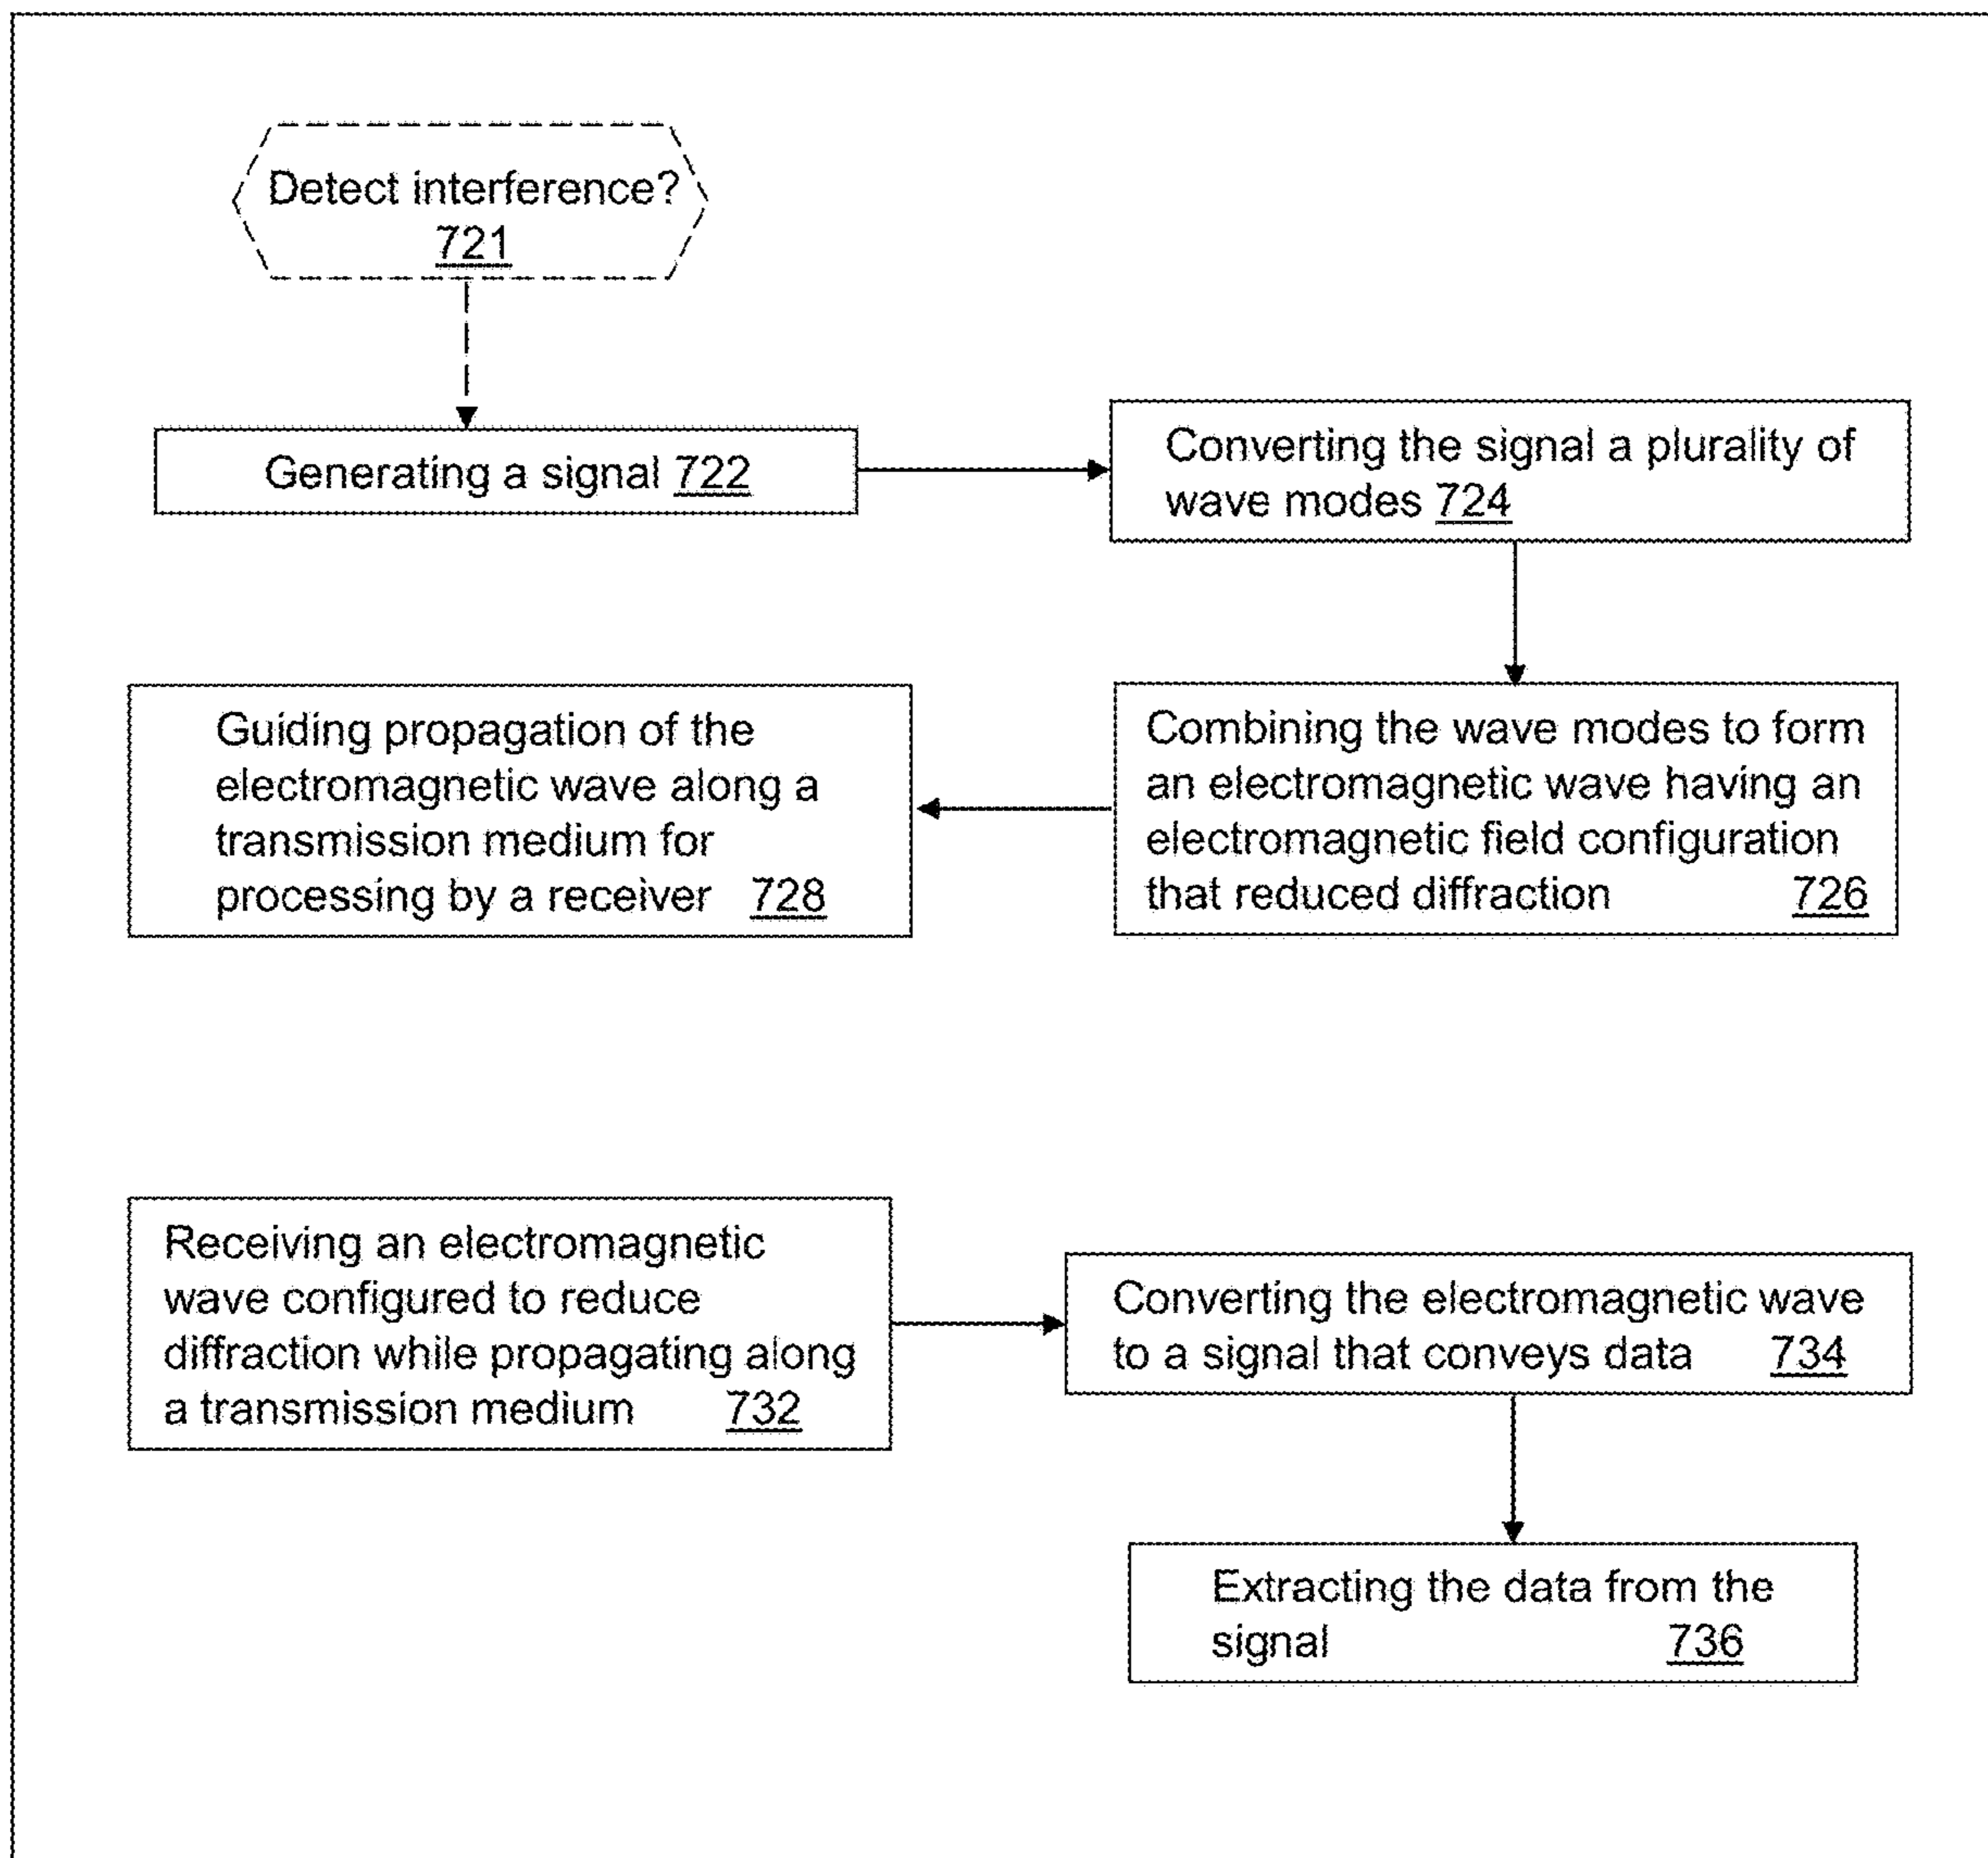 Detect interference?
721
Generating a signal 722
Converting the signal a plurality of
wave modes 724
Combining the wave modes to form
an electromagnetic wave having an
electromagnetic field configuration
that reduced diffraction 726
Guiding propagation of the
electromagnetic wave along a
transmission medium for
processing by a receiver 728
Receiving an electromagnetic
wave configured to reduce
diffraction while propagating along
a transmission medium 732
Converting the electromagnetic wave
to a signal that conveys data 734
Extracting the data from the
signal 736